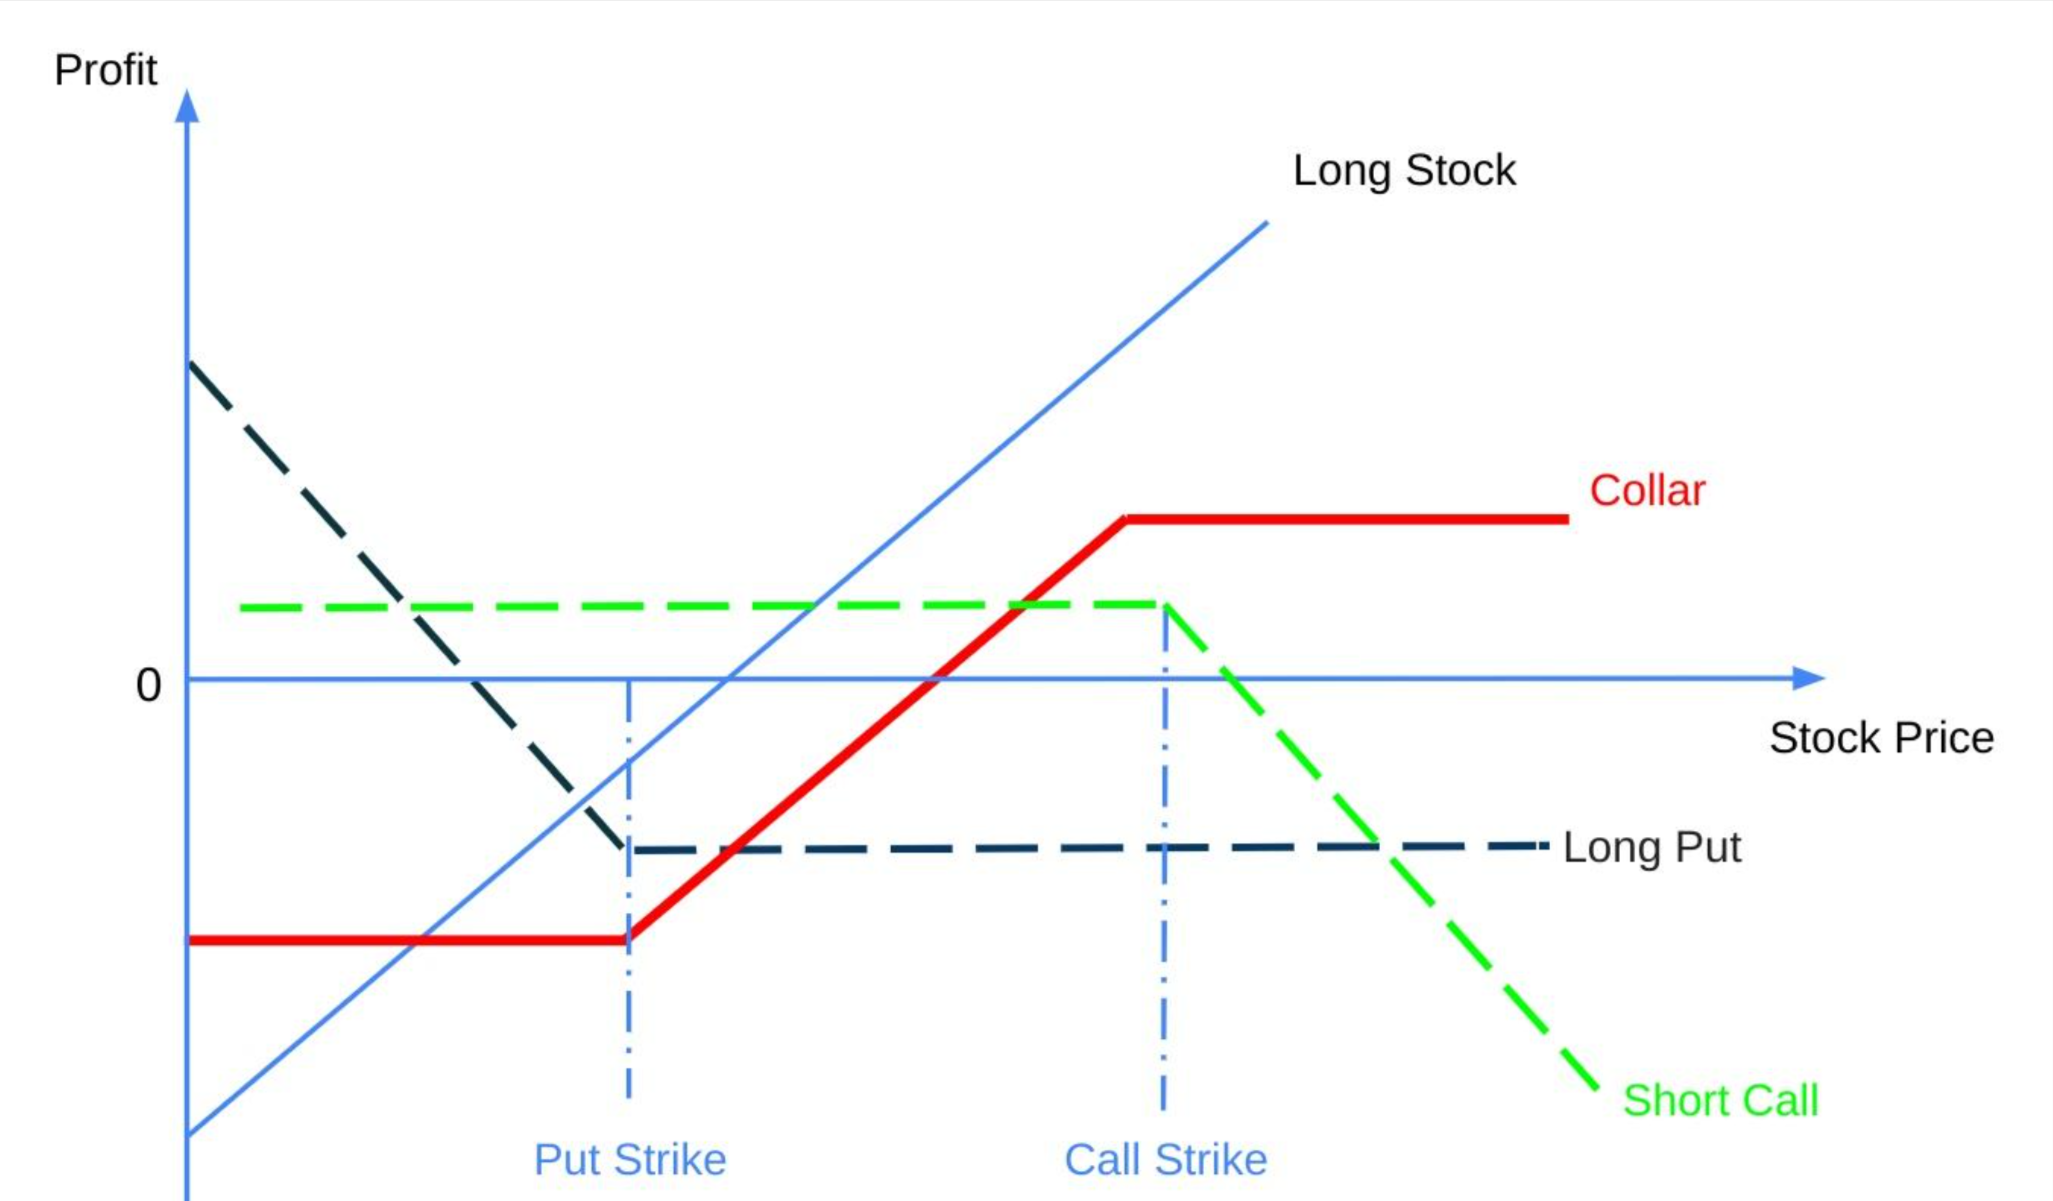 Profit
Long Stock
Collar
0
Stock Price
Long Put
Short Call
Put Strike
Call Strike